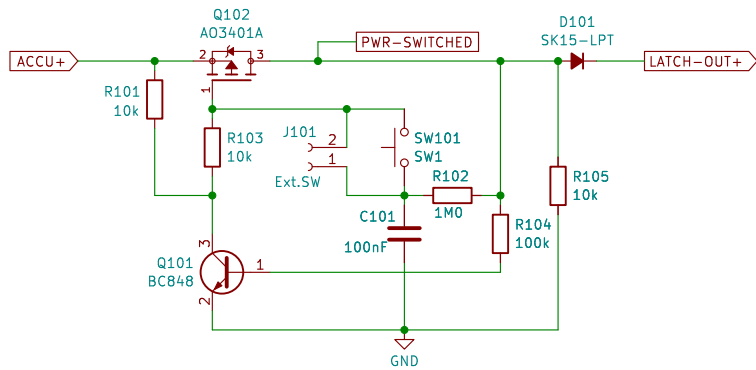 Q102
AO3401A
ACCU+
2
3
1
PWR-SWITCHED
D101
SK15-LPT
LATCH-OUT+
R101
10k
R103
10k
J101
2
1
Ext.SW
SW101
SW1
R102
1M0
R105
10k
C101
100nF
R104
100k
Q101
BC848
3
1
2
GND